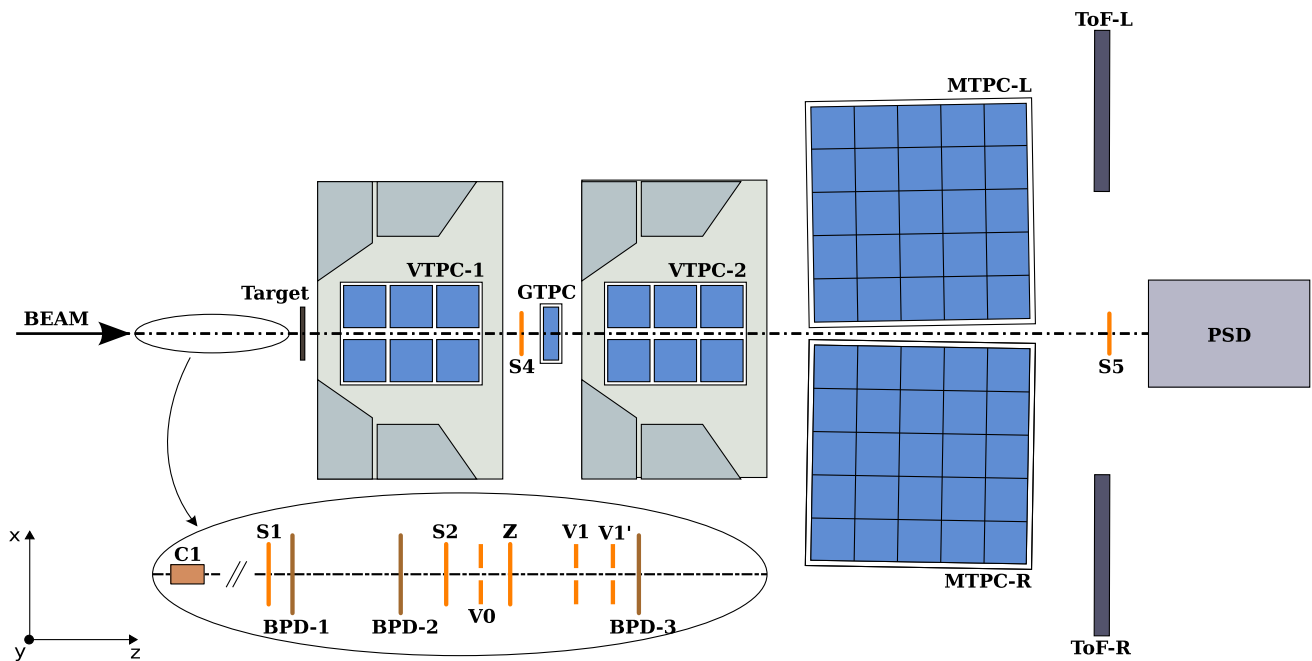 ToF-L
MTPC-L
VTPC-1
VTPC-2
Target
GTPC
BEAM
PSD
S4
S5
S1
S2
Z
V1
V1'
C1
V0
BPD-1
BPD-2
BPD-3
MTPC-R
ToF-R
x
y
z